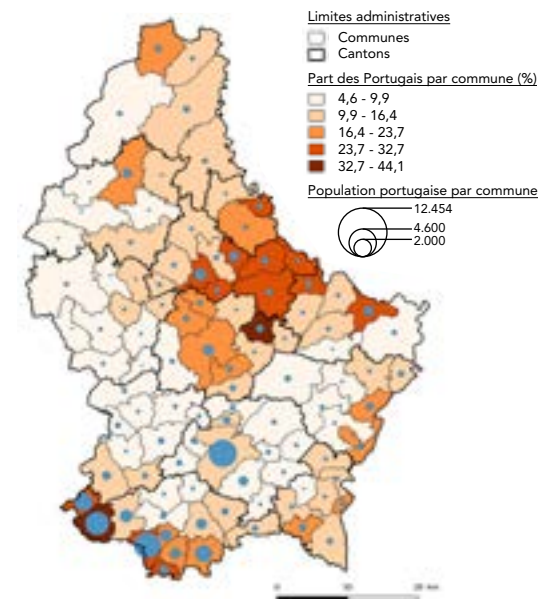 Limites administratives
Communes
Cantons
Part des Portugais par commune (%)
4,6 - 9,9
9,9 - 16,4
16,4 - 23,7
23,7 - 32,7
32,7 - 44,1
Population portugaise par commune
12.454
4.600
2.000